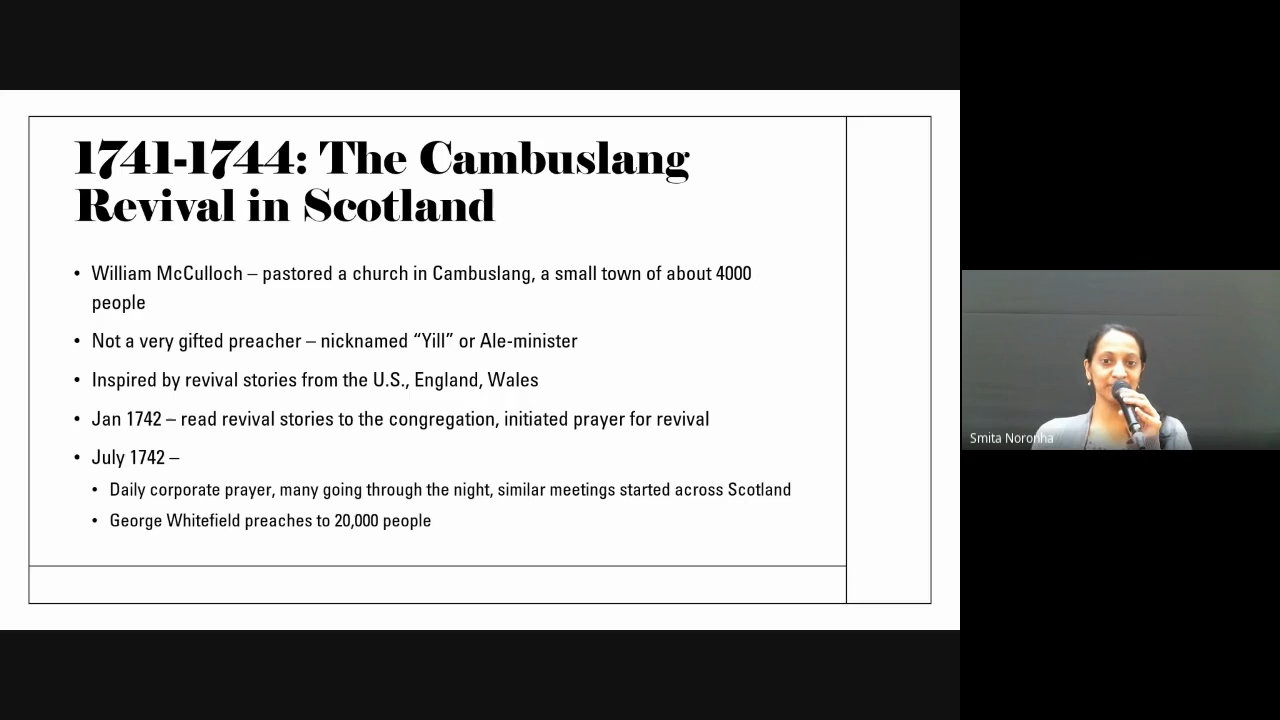 1741-1744: The Cambuslang
Revival in Scotland
• William McCulloch – pastored a church in Cambuslang, a small town of about 4000
people
• Not a very gifted preacher – nicknamed “Yill” or Ale-minister
• Inspired by revival stories from the U.S., England, Wales
• Jan 1742 – read revival stories to the congregation, initiated prayer for revival
• July 1742 –
• Daily corporate prayer, many going through the night, similar meetings started across Scotland
• George Whitefield preaches to 20,000 people
Smita Noronha